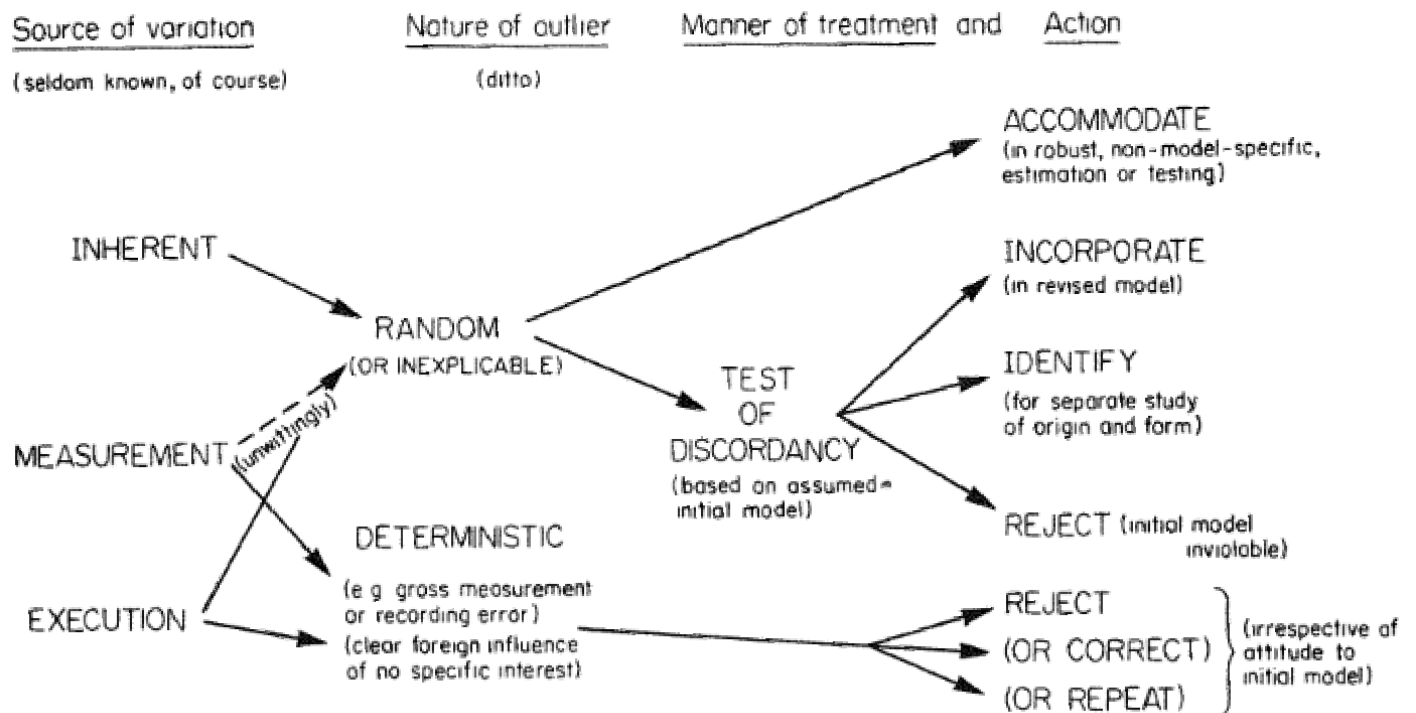 Source of variation
Nature of outlier
Manner of treatment and Action
(seldom known, of course)
(ditto)
ACCOMMODATE
(in robust, non-model-specific,
estimation or testing)
INHERENT
INCORPORATE
(in revised model)
RANDOM
(OR INEXPLICABLE)
IDENTIFY
(for separate study
of origin and form)
TEST
OF
DISCORDANCY
(based on assumed-
initial model)
MEASUREMENT
(unwittingly)
REJECT (initial model
inviolable)
DETERMINISTIC
(e g gross measurement
or recording error)
(clear foreign influence
of no specific interest)
EXECUTION
REJECT
(OR CORRECT)
(OR REPEAT)
(irrespective of
attitude to
initial model)